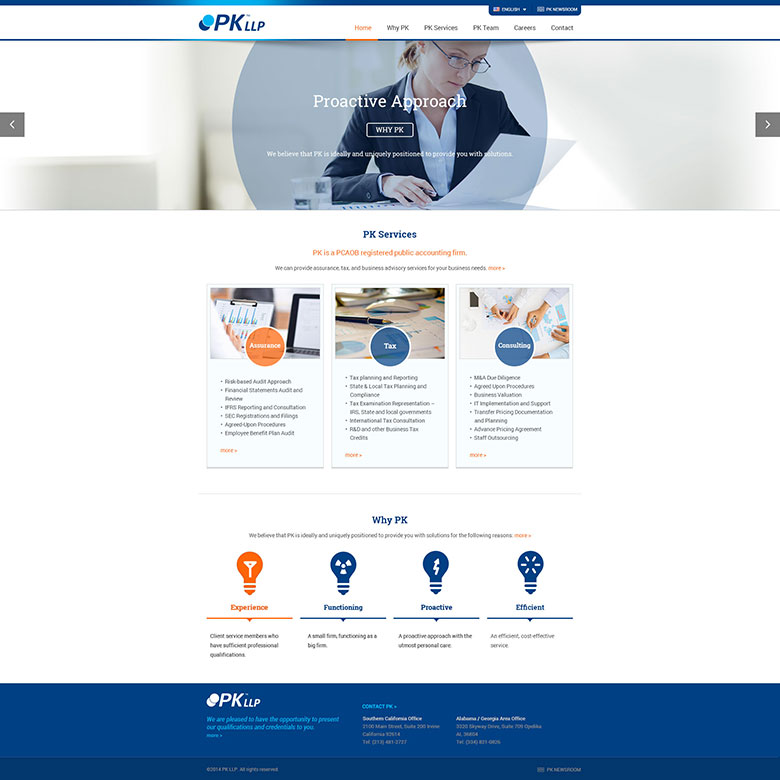 ENGLISH
PK NEWSROOM
PK LLP
Home Why PK PK Services PK Team Careers Contact
Proactive Approach
WHY PK
We believe that PK is ideally and uniquely positioned to provide you with solutions.
PK Services
PK is a PCAOB registered public accounting firm.
We can provide assurance, tax, and business advisory services for your business needs. more »
Assurance
• Risk-based Audit Approach
• Financial Statements Audit and
Review
• IFRS Reporting and Consultation
• SEC Registrations and Filings
• Agreed-Upon Procedures
• Employee Benefit Plan Audit
more »
Tax
• Tax planning and Reporting
• State & Local Tax Planning and
Compliance
• Tax Examination Representation –
IRS, State and local governments
• International Tax Consultation
• R&D and other Business Tax
Credits
more »
Consulting
• M&A Due-Diligence
• Agreed Upon Procedures
• Business Valuation
• IT Implementation and Support
• Transfer Pricing Documentation
and Planning
• Advance Pricing Agreement
• Staff Outsourcing
more »
Why PK
We believe that PK is ideally and uniquely positioned to provide you with solutions for the following reasons: more »
Experience
Client service members who
have sufficient professional
qualifications.
Functioning
A small firm, functioning as a
big firm.
Proactive
A proactive approach with the
utmost personal care.
Efficient
An efficient, cost-effective
service.
PK LLP
We are pleased to have the opportunity to present
our qualifications and credentials to you.
more »
CONTACT PK »
Southern California Office
2100 Main Street, Suite 200 Irvine
California 92614
Tel: (213) 481-2727
Alabama / Georgia Area Office
3320 Skyway Drive, Suite 709 Opelika
AL 36804
Tel: (334) 821-0826
©2014 PK LLP. All rights reserved.
PK NEWSROOM